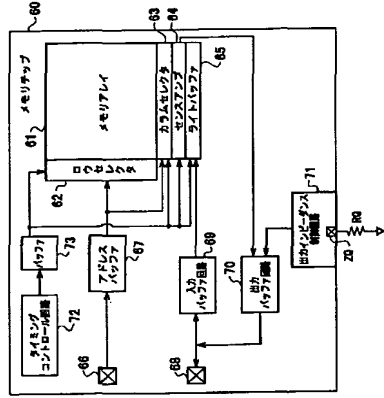 60
メモリチップ
61
メモリアレイ
62
ロウセレクタ
63
カラムセレクタ
64
センスアンプ
65
ライトバッファ
72
タイミング
コントロール回路
73
バッファ
66
67
アドレス
バッファ
68
69
入力
バッファ回路
70
出力
バッファ回路
71
出力インピーダンス
制御回路
ZQ
RQ